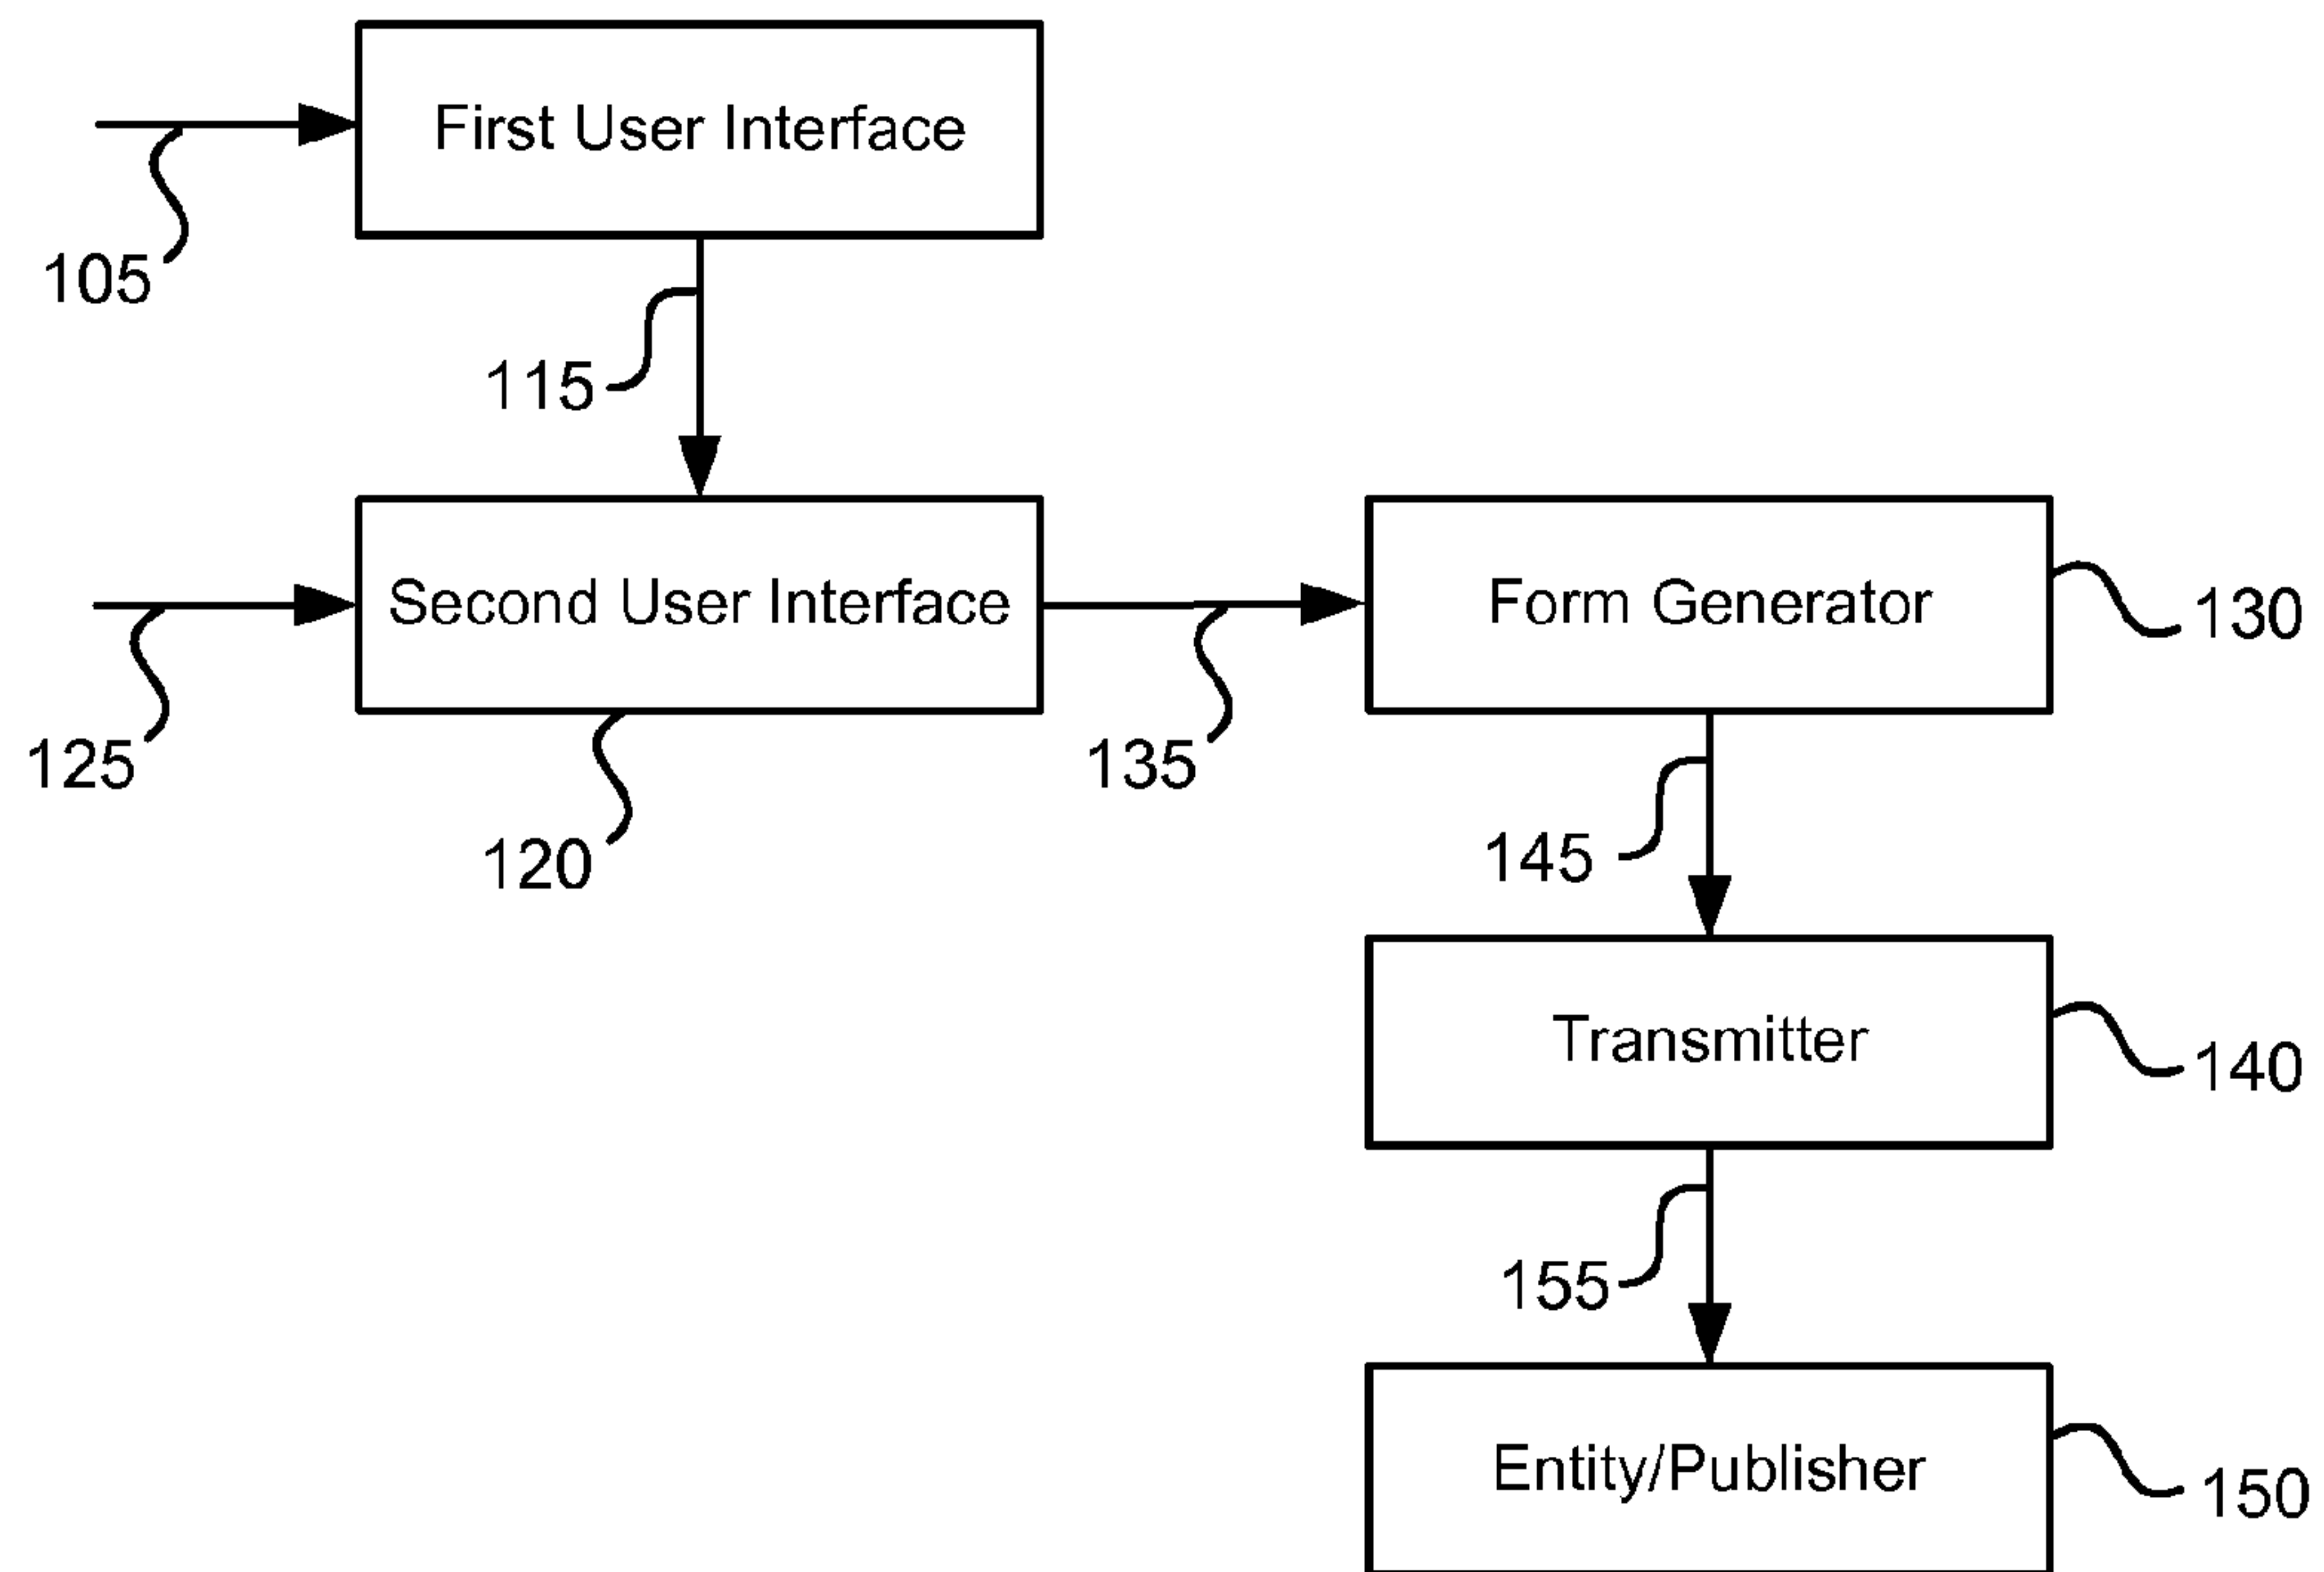 First User Interface
105
115
Second User Interface
Form Generator
130
125
135
120
145
Transmitter
140
155
Entity/Publisher
150